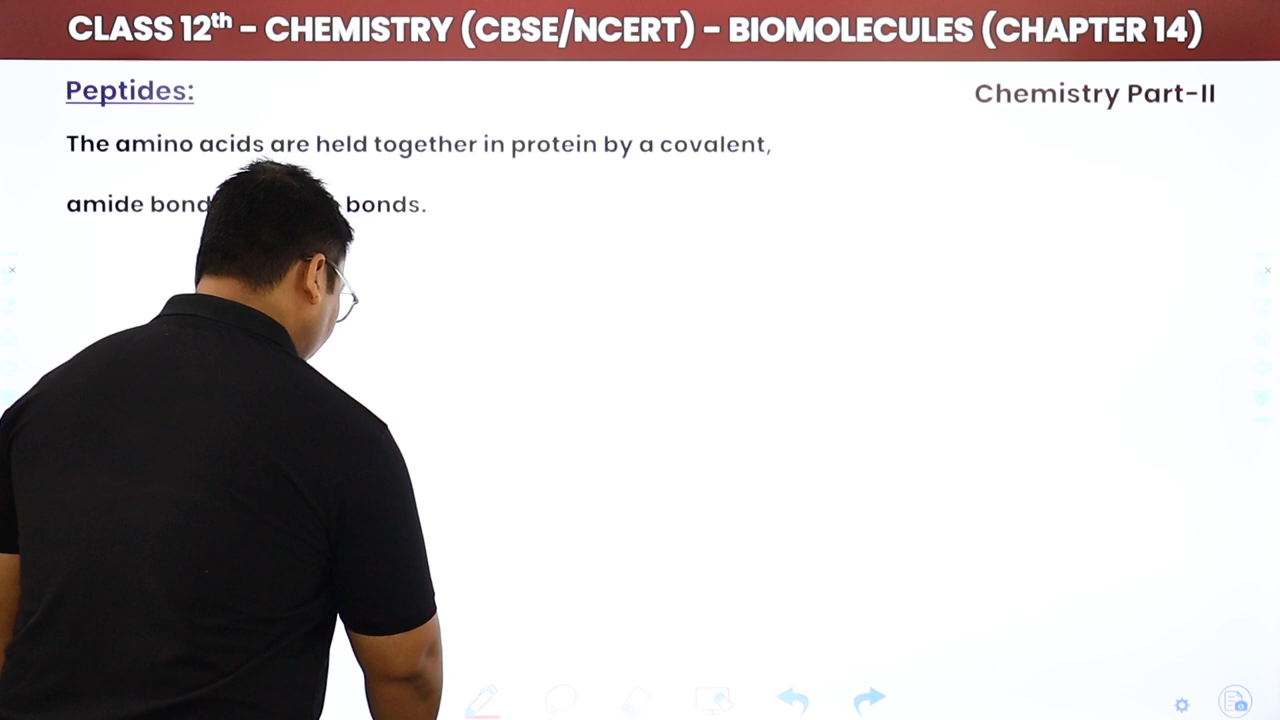 CLASS 12th - CHEMISTRY (CBSE/NCERT) - BIOMOLECULES (CHAPTER 14)
Peptides:
Chemistry Part-II
The amino acids are held together in protein by a covalent,
amide bond bonds.